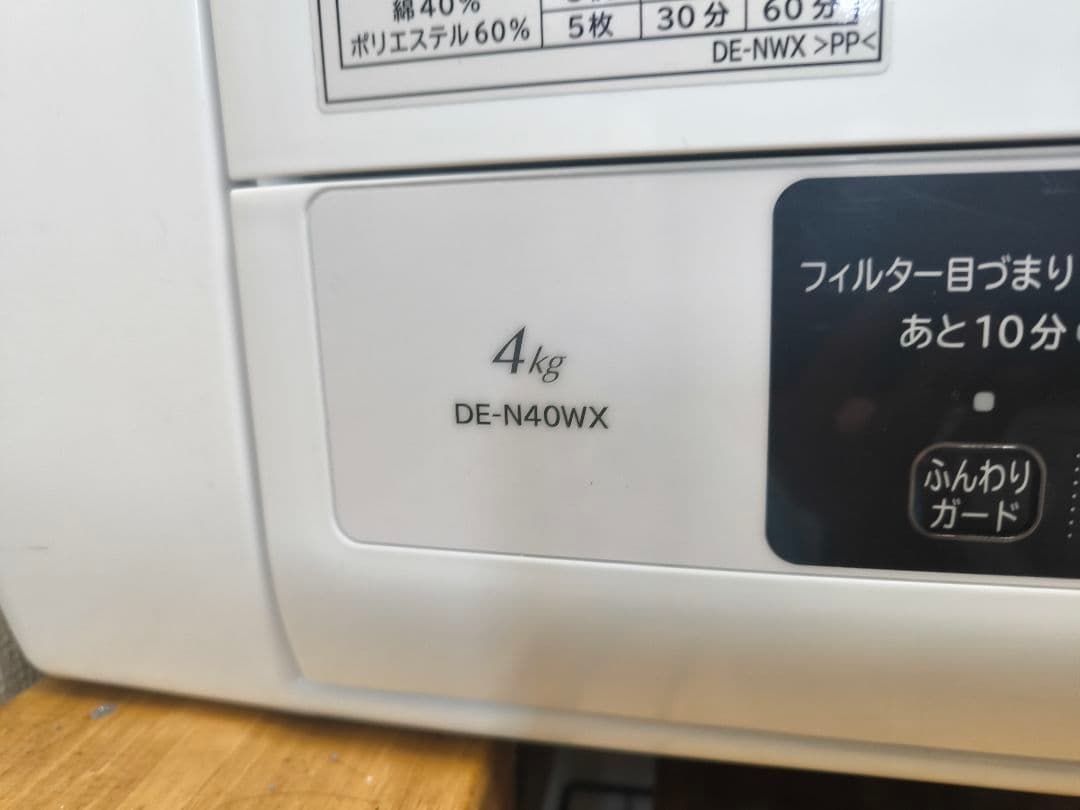 綿40%
ポリエステル60% 5枚 30分 60分
DE-NWX >PP<
フィルター目づまり
あと10分
4kg
DE-N40WX
ふんわり
ガード